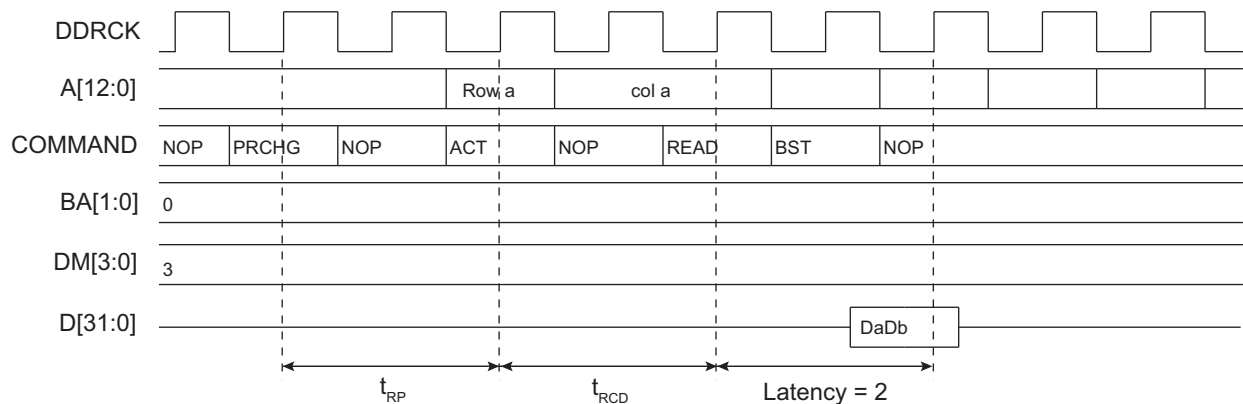 DDRCK
A[12:0] Row a col a
COMMAND NOP PRCHG NOP ACT NOP READ BST NOP
BA[1:0] 0
DM[3:0] 3
D[31:0] DaDb
tRP tRCD Latency = 2